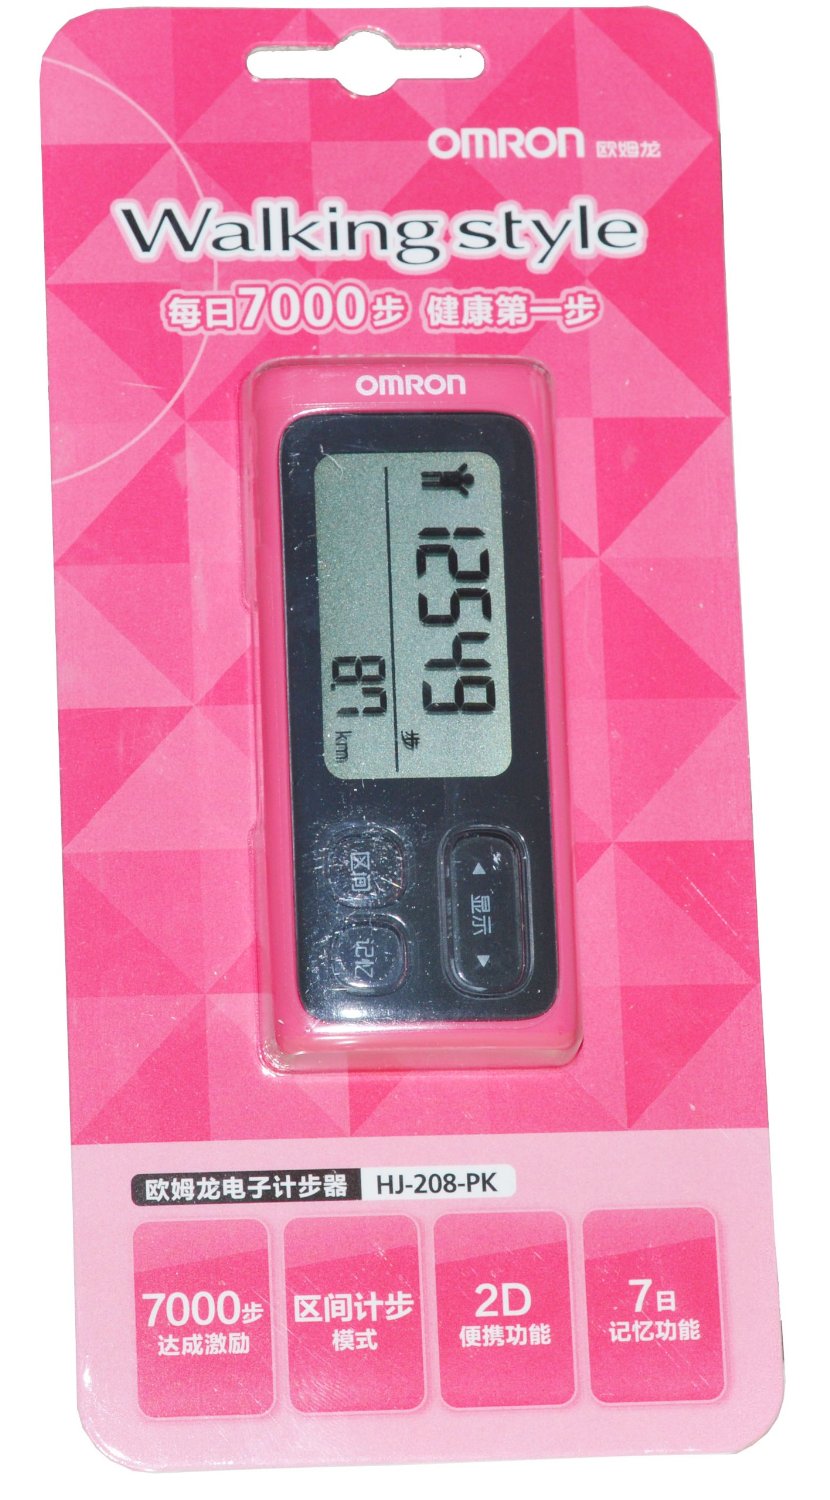 OMRON 欧姆龙
Walking style
每日7000步 健康第一步
OMRON
12549
步
8.71
km
区间
显示
记忆
欧姆龙电子计步器 HJ-208-PK
7000步
达成激励
区间计步
模式
2D
便携功能
7日
记忆功能